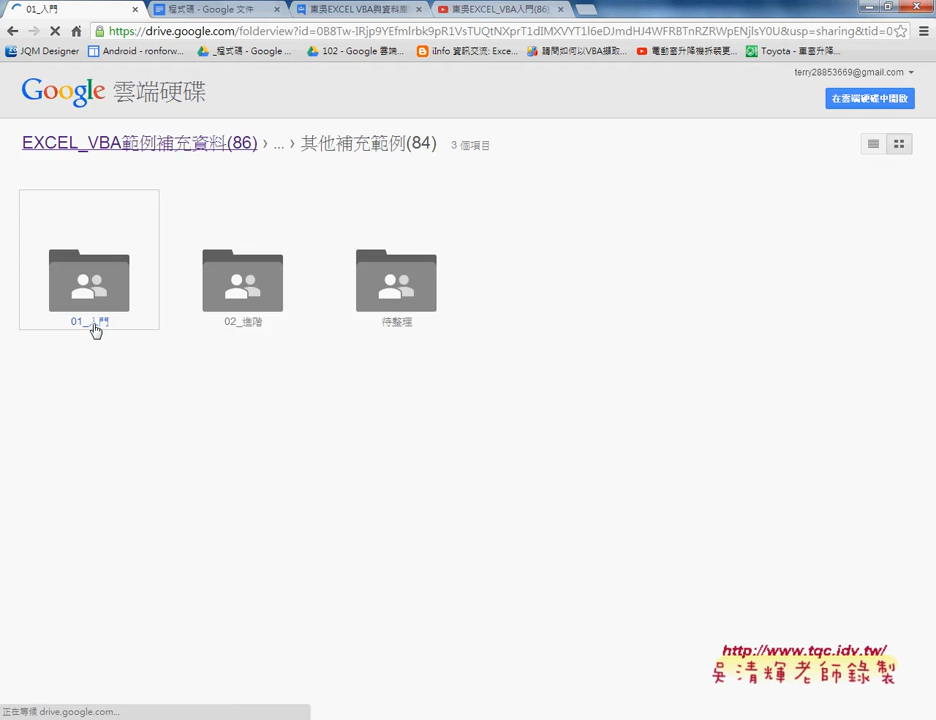 01_入門
程式碼 - Google 文件
東吳EXCEL VBA與資料庫
東吳EXCEL_VBA入門(86)
https://drive.google.com/folderview?id=0B8Tw-IRjp9YEfmlrbk9pR1VsTUQtNXprT1dIMXVYT1l6eDJmdHJ4WFRBTnRZRWpENjlsY0U&usp=sharing&tid=0
JQM Designer
Android - ronforw...
_程式碼 - Google ...
102 - Google 雲端...
iInfo 資訊交流: Exce...
請問如何以VBA擷取...
電動塞升降機拆裝更...
Toyota - 車塞升降...
Google 雲端硬碟
terry28853669@gmail.com
在雲端硬碟中開啟
EXCEL_VBA範例補充資料(86) › ... › 其他補充範例(84) 3 個項目
01_入門
02_進階
待整理
http://www.tqc.idv.tw/
吳清輝老師錄製
正在等候 drive.google.com...